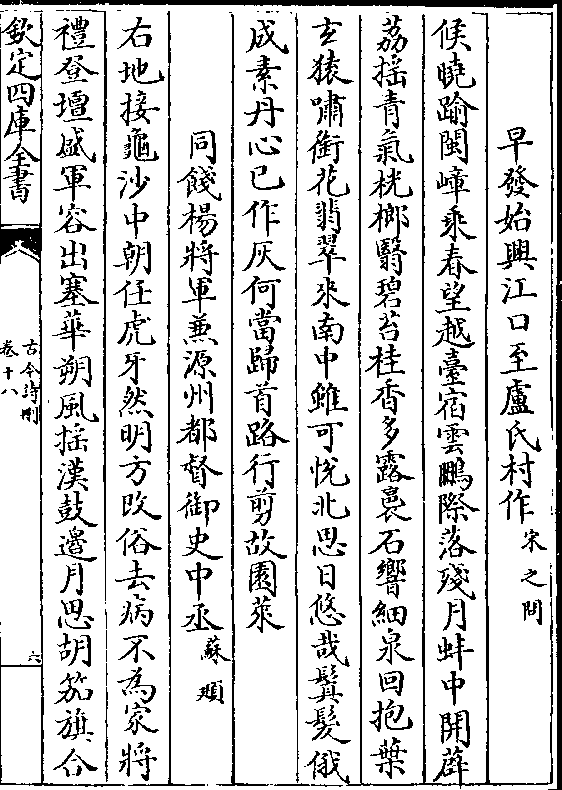 早發始興江口至盧氏村作宋之問
候曉踰閩嶂乘春望越臺宿雲鵬際落殘月蚌中開薜
荔揺青氣桄榔翳碧苔桂香多露裛石響細泉回抱葉
玄猿嘯銜花翡翠來南中雖可悅北思日悠哉鬒髮俄
成素丹心已作灰何當歸首路行剪故園萊
同餞楊將軍兼源州都督御史中丞蘇頲
右地接龜沙中朝任虎牙然明方改俗去病不為家將
禮登壇盛軍容出塞華朔風揺漢鼓邉月思胡笳旗合
欽定四庫全書
古今詩刪
卷十八
六